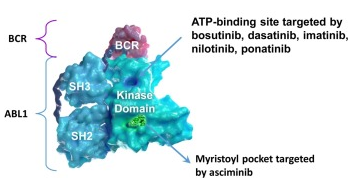 ATP-binding site targeted by
bosutinib, dasatinib, imatinib,
nilotinib, ponatinib
BCR
BCR
SH3
Kinase
Domain
ABL1
SH2
Myristoyl pocket targeted
by asciminib